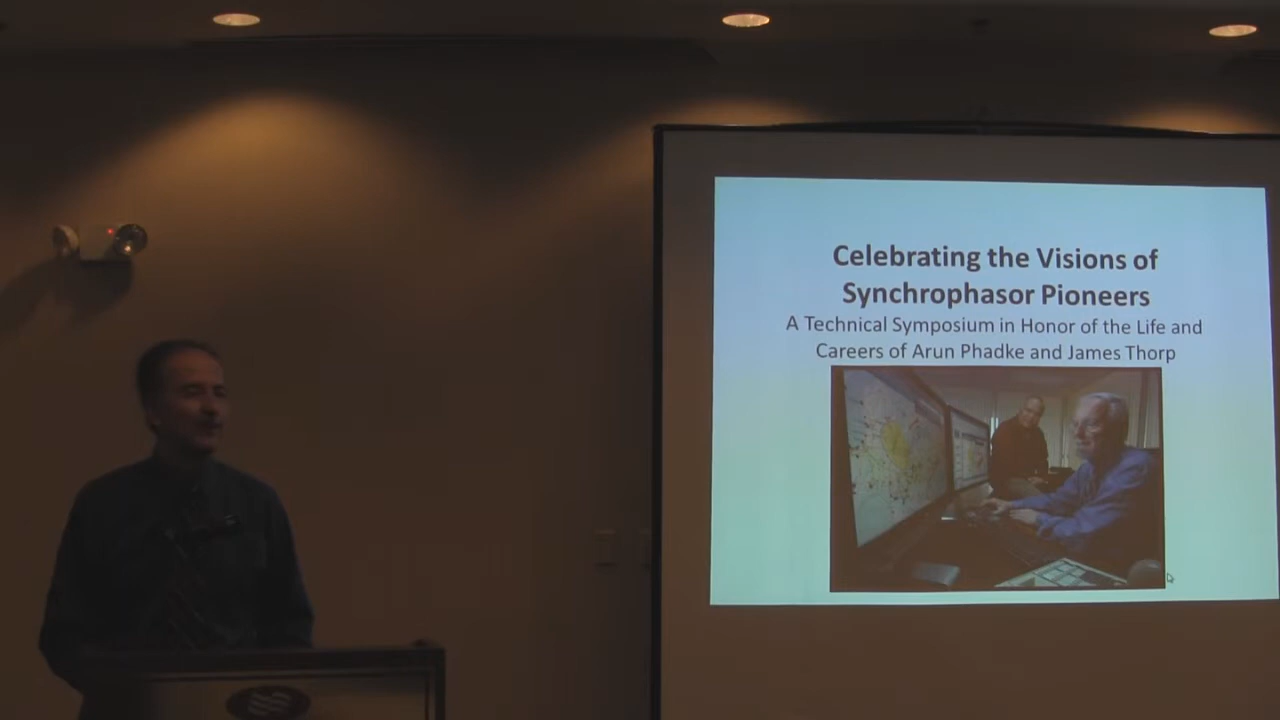 Celebrating the Visions of
Synchrophasor Pioneers
A Technical Symposium in Honor of the Life and
Careers of Arun Phadke and James Thorp